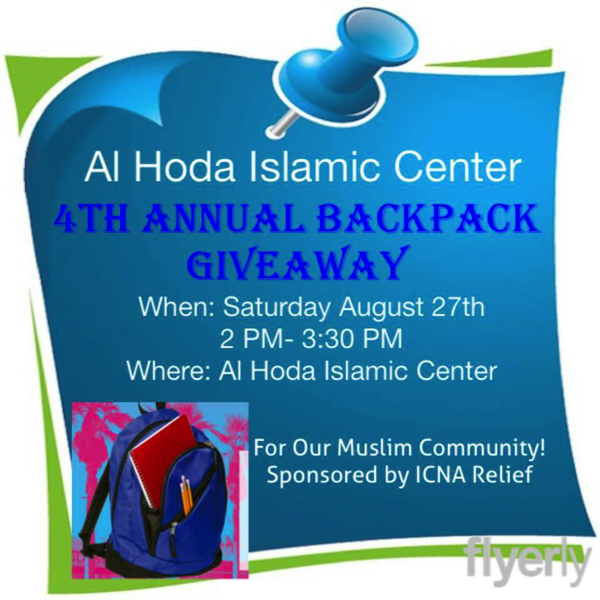 Al Hoda Islamic Center
4TH ANNUAL BACKPACK
GIVEAWAY
When: Saturday August 27th
2 PM- 3:30 PM
Where: Al Hoda Islamic Center
For Our Muslim Community!
Sponsored by ICNA Relief
flyerly